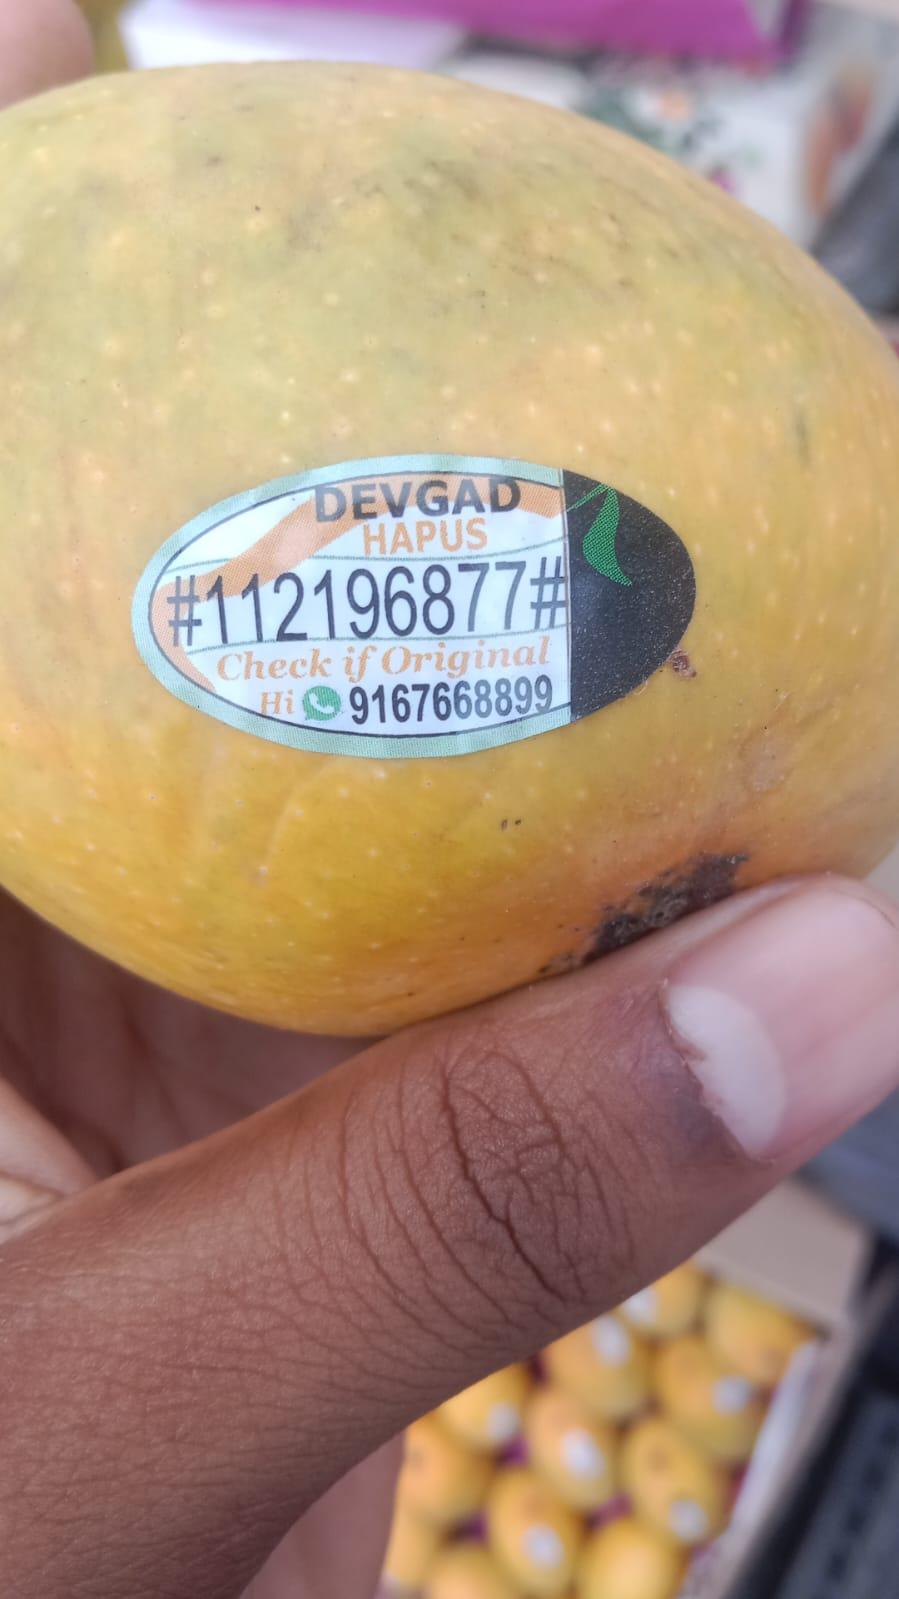 DEVGAD
HAPUS
#112196877#
Check if Original
Hi 9167668899